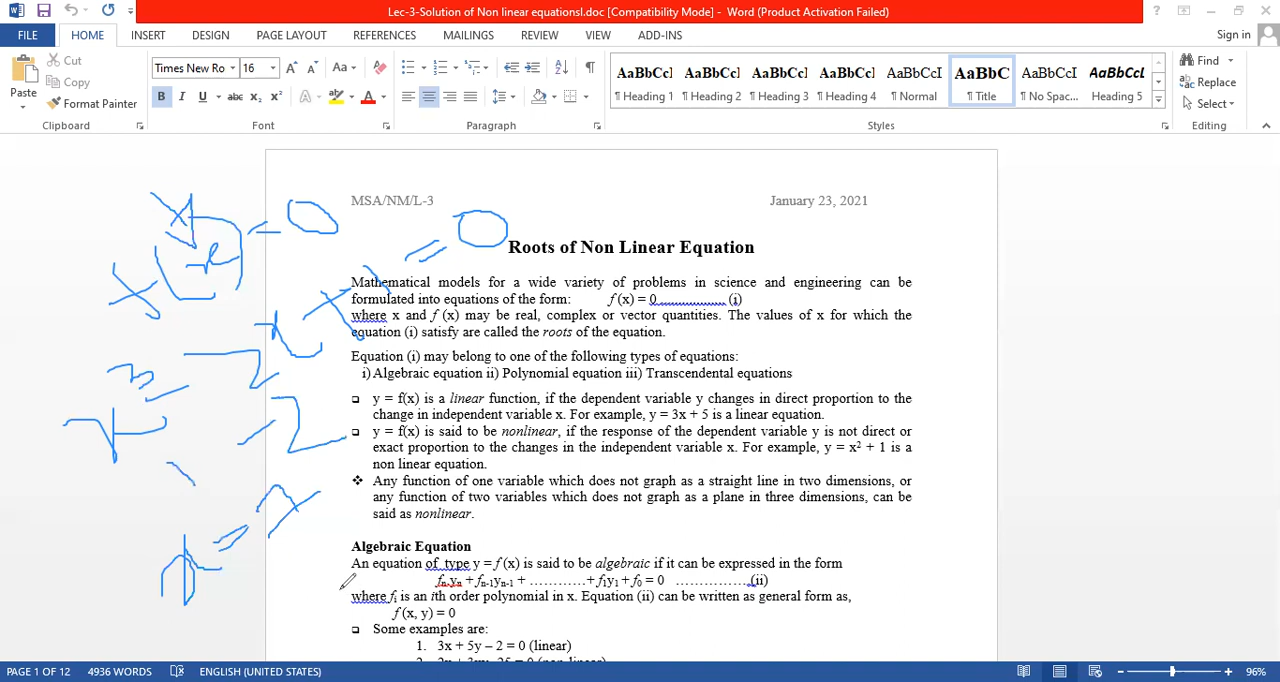 Lec-3-Solution of Non linear equationsl.doc [Compatibility Mode] - Word (Product Activation Failed)
FILE HOME INSERT DESIGN PAGE LAYOUT REFERENCES MAILINGS REVIEW VIEW ADD-INS Sign in
Paste Cut Copy Format Painter
Times New Ro 16 Aa
B I U abc x₂ x² A A
AaBbCcI Heading 1 AaBbCcI Heading 2 AaBbCcI Heading 3 AaBbCcI Heading 4 AaBbCcI ¶ Normal AaBbC ¶ Title AaBbCcI ¶ No Spac... AaBbCcL Heading 5
Find Replace Select
Clipboard Font Paragraph Styles Editing
MSA/NM/L-3 January 23, 2021
Roots of Non Linear Equation
Mathematical models for a wide variety of problems in science and engineering can be
formulated into equations of the form: f (x) = 0.................... (i)
where x and f (x) may be real, complex or vector quantities. The values of x for which the
equation (i) satisfy are called the roots of the equation.
Equation (i) may belong to one of the following types of equations:
i) Algebraic equation ii) Polynomial equation iii) Transcendental equations
❑ y = f(x) is a linear function, if the dependent variable y changes in direct proportion to the
change in independent variable x. For example, y = 3x + 5 is a linear equation.
❑ y = f(x) is said to be nonlinear, if the response of the dependent variable y is not direct or
exact proportion to the changes in the independent variable x. For example, y = x² + 1 is a
non linear equation.
❖ Any function of one variable which does not graph as a straight line in two dimensions, or
any function of two variables which does not graph as a plane in three dimensions, can be
said as nonlinear.
Algebraic Equation
An equation of type y = f (x) is said to be algebraic if it can be expressed in the form
fₙyₙ + fₙ₋₁yₙ₋₁ + ............+ f₁y₁ + f₀ = 0 ................(ii)
where fᵢ is an ith order polynomial in x. Equation (ii) can be written as general form as,
f (x, y) = 0
❑ Some examples are:
1. 3x + 5y – 2 = 0 (linear)
PAGE 1 OF 12 4936 WORDS ENGLISH (UNITED STATES) 96%